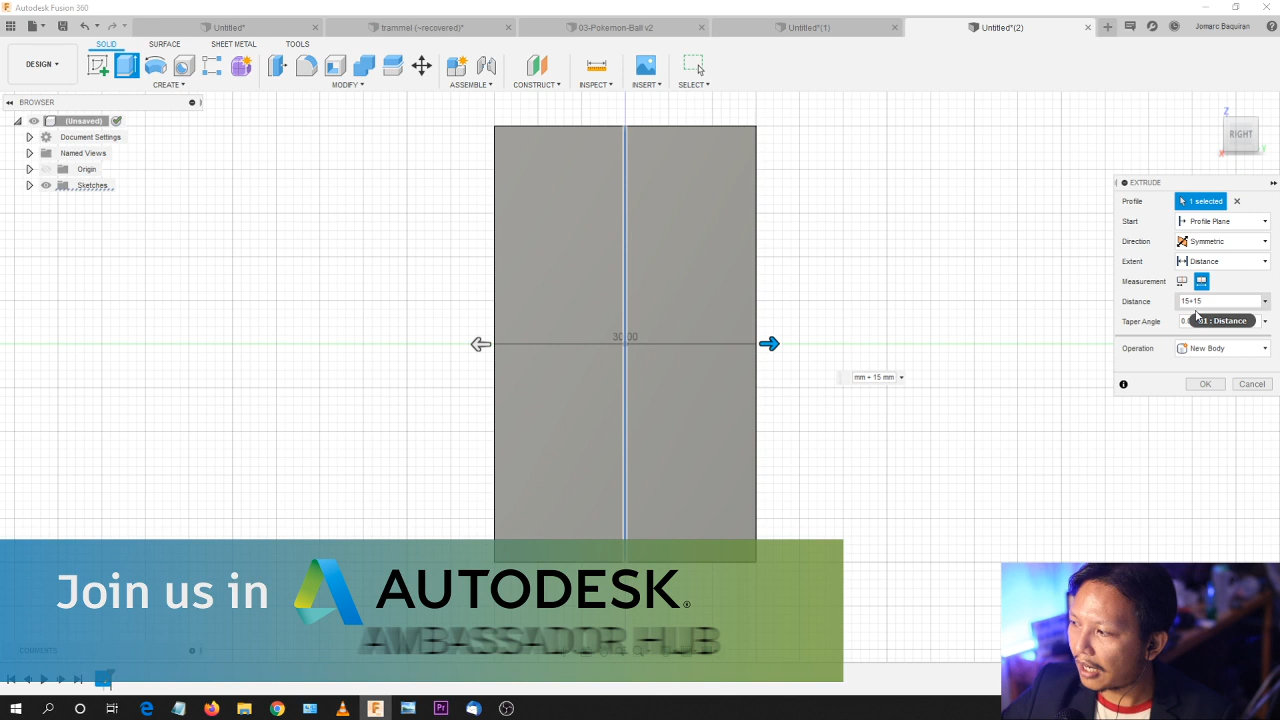 Autodesk Fusion 360
Untitled*
trammel (~recovered)*
03-Pokemon-Ball v2
Untitled*(1)
Untitled*(2)
Jomarc Baquiran
DESIGN
SOLID
SURFACE
SHEET METAL
TOOLS
CREATE
MODIFY
ASSEMBLE
CONSTRUCT
INSPECT
INSERT
SELECT
BROWSER
(Unsaved)
Document Settings
Named Views
Origin
Sketches
Z
RIGHT
X
Y
EXTRUDE
Profile
1 selected
Start
Profile Plane
Direction
Symmetric
Extent
Distance
Measurement
Distance
15+15
Taper Angle
0.0
: Distance
Operation
New Body
OK
Cancel
30.00
mm + 15 mm
Join us in
AUTODESK®
AMBASSADOR HUB
COMMENTS